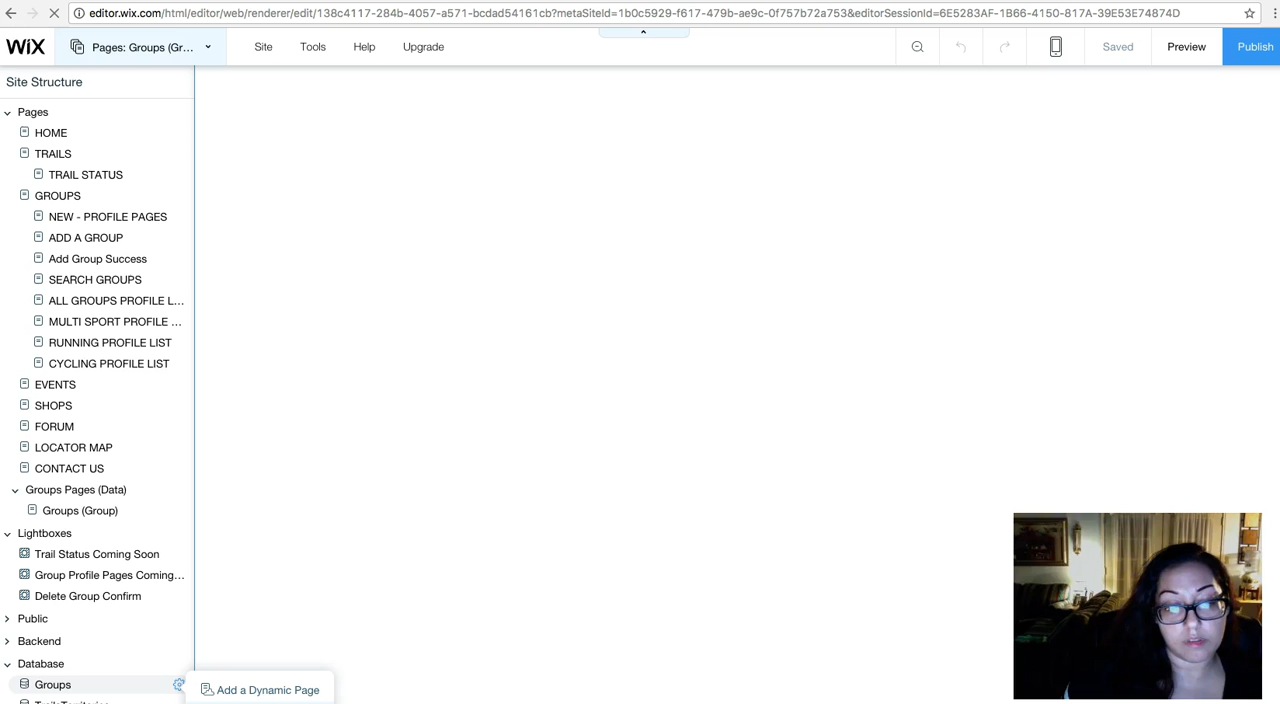 editor.wix.com/html/editor/web/renderer/edit/138c4117-284b-4057-a571-bcdad54161cb?metaSiteId=1b0c5929-f617-479b-ae9c-0f757b72a753&editorSessionId=6E5283AF-1B66-4150-817A-39E53E74874D
WiX Pages: Groups (Gr... Site Tools Help Upgrade Saved Preview Publish
Site Structure
Pages
HOME
TRAILS
TRAIL STATUS
GROUPS
NEW - PROFILE PAGES
ADD A GROUP
Add Group Success
SEARCH GROUPS
ALL GROUPS PROFILE L...
MULTI SPORT PROFILE ...
RUNNING PROFILE LIST
CYCLING PROFILE LIST
EVENTS
SHOPS
FORUM
LOCATOR MAP
CONTACT US
Groups Pages (Data)
Groups (Group)
Lightboxes
Trail Status Coming Soon
Group Profile Pages Coming...
Delete Group Confirm
Public
Backend
Database
Groups
Add a Dynamic Page